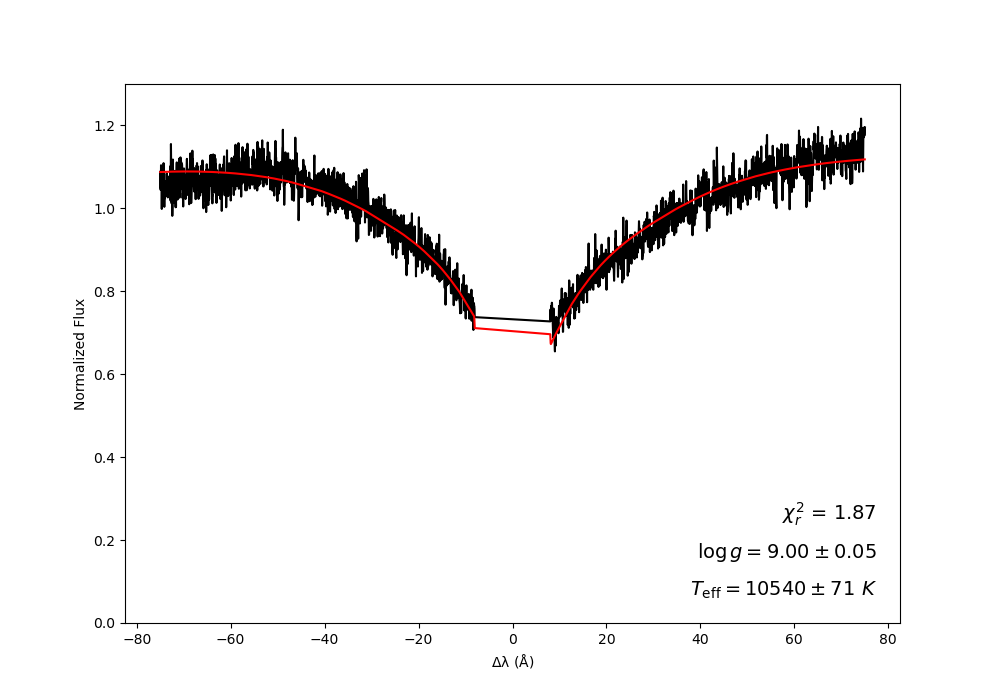 1.2
1.0
0.8
0.6
0.4
0.2
0.0
Normalized Flux
χ²ᵣ = 1.87
log g = 9.00 ± 0.05
T_eff = 10540 ± 71 K
−80 −60 −40 −20 0 20 40 60 80
Δλ (Å)